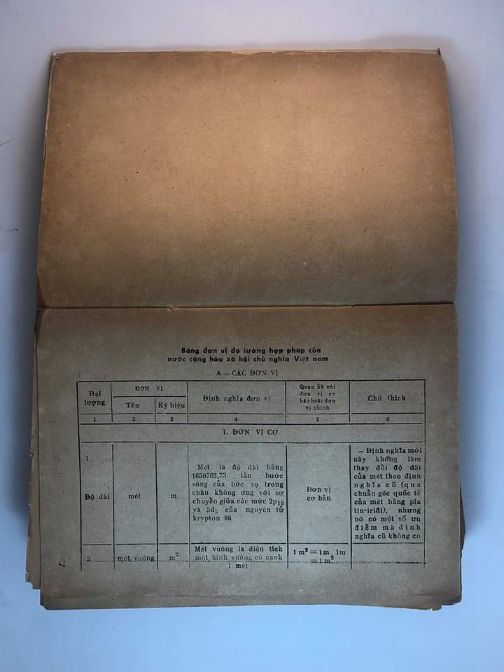 Bảng đơn vị đo lường hợp pháp của
nước cộng hòa xã hội chủ nghĩa Việt nam
A — CÁC ĐƠN VỊ
Đại lượng
ĐƠN VỊ
Tên
Ký hiệu
Định nghĩa đơn vị
Quan hệ với
đơn vị cơ
bản hoặc đơn
vị chính
Chú thích
1 2 3 4 5 6
1. ĐƠN VỊ CƠ
1
Độ dài
mét
m
Mét là độ dài bằng
1650763,73 lần bước
sóng của bức xạ trong
chân không ứng với sự
chuyển giữa các mức 2p₁₀
và 5d₅ của nguyên tử
krypton 86.
Đơn vị
cơ bản
— Định nghĩa mới
này không làm
thay đổi độ dài
của mét theo định
nghĩa cũ (qua
chuẩn gốc quốc tế
của mét bằng pla
tin-iriđi), nhưng
nó có một số ưu
điểm mà định
nghĩa cũ không có
2
mét vuông
m²
Mét vuông là diện tích
một hình vuông có cạnh
1 mét
1 m² = 1m. 1m
= 1m²